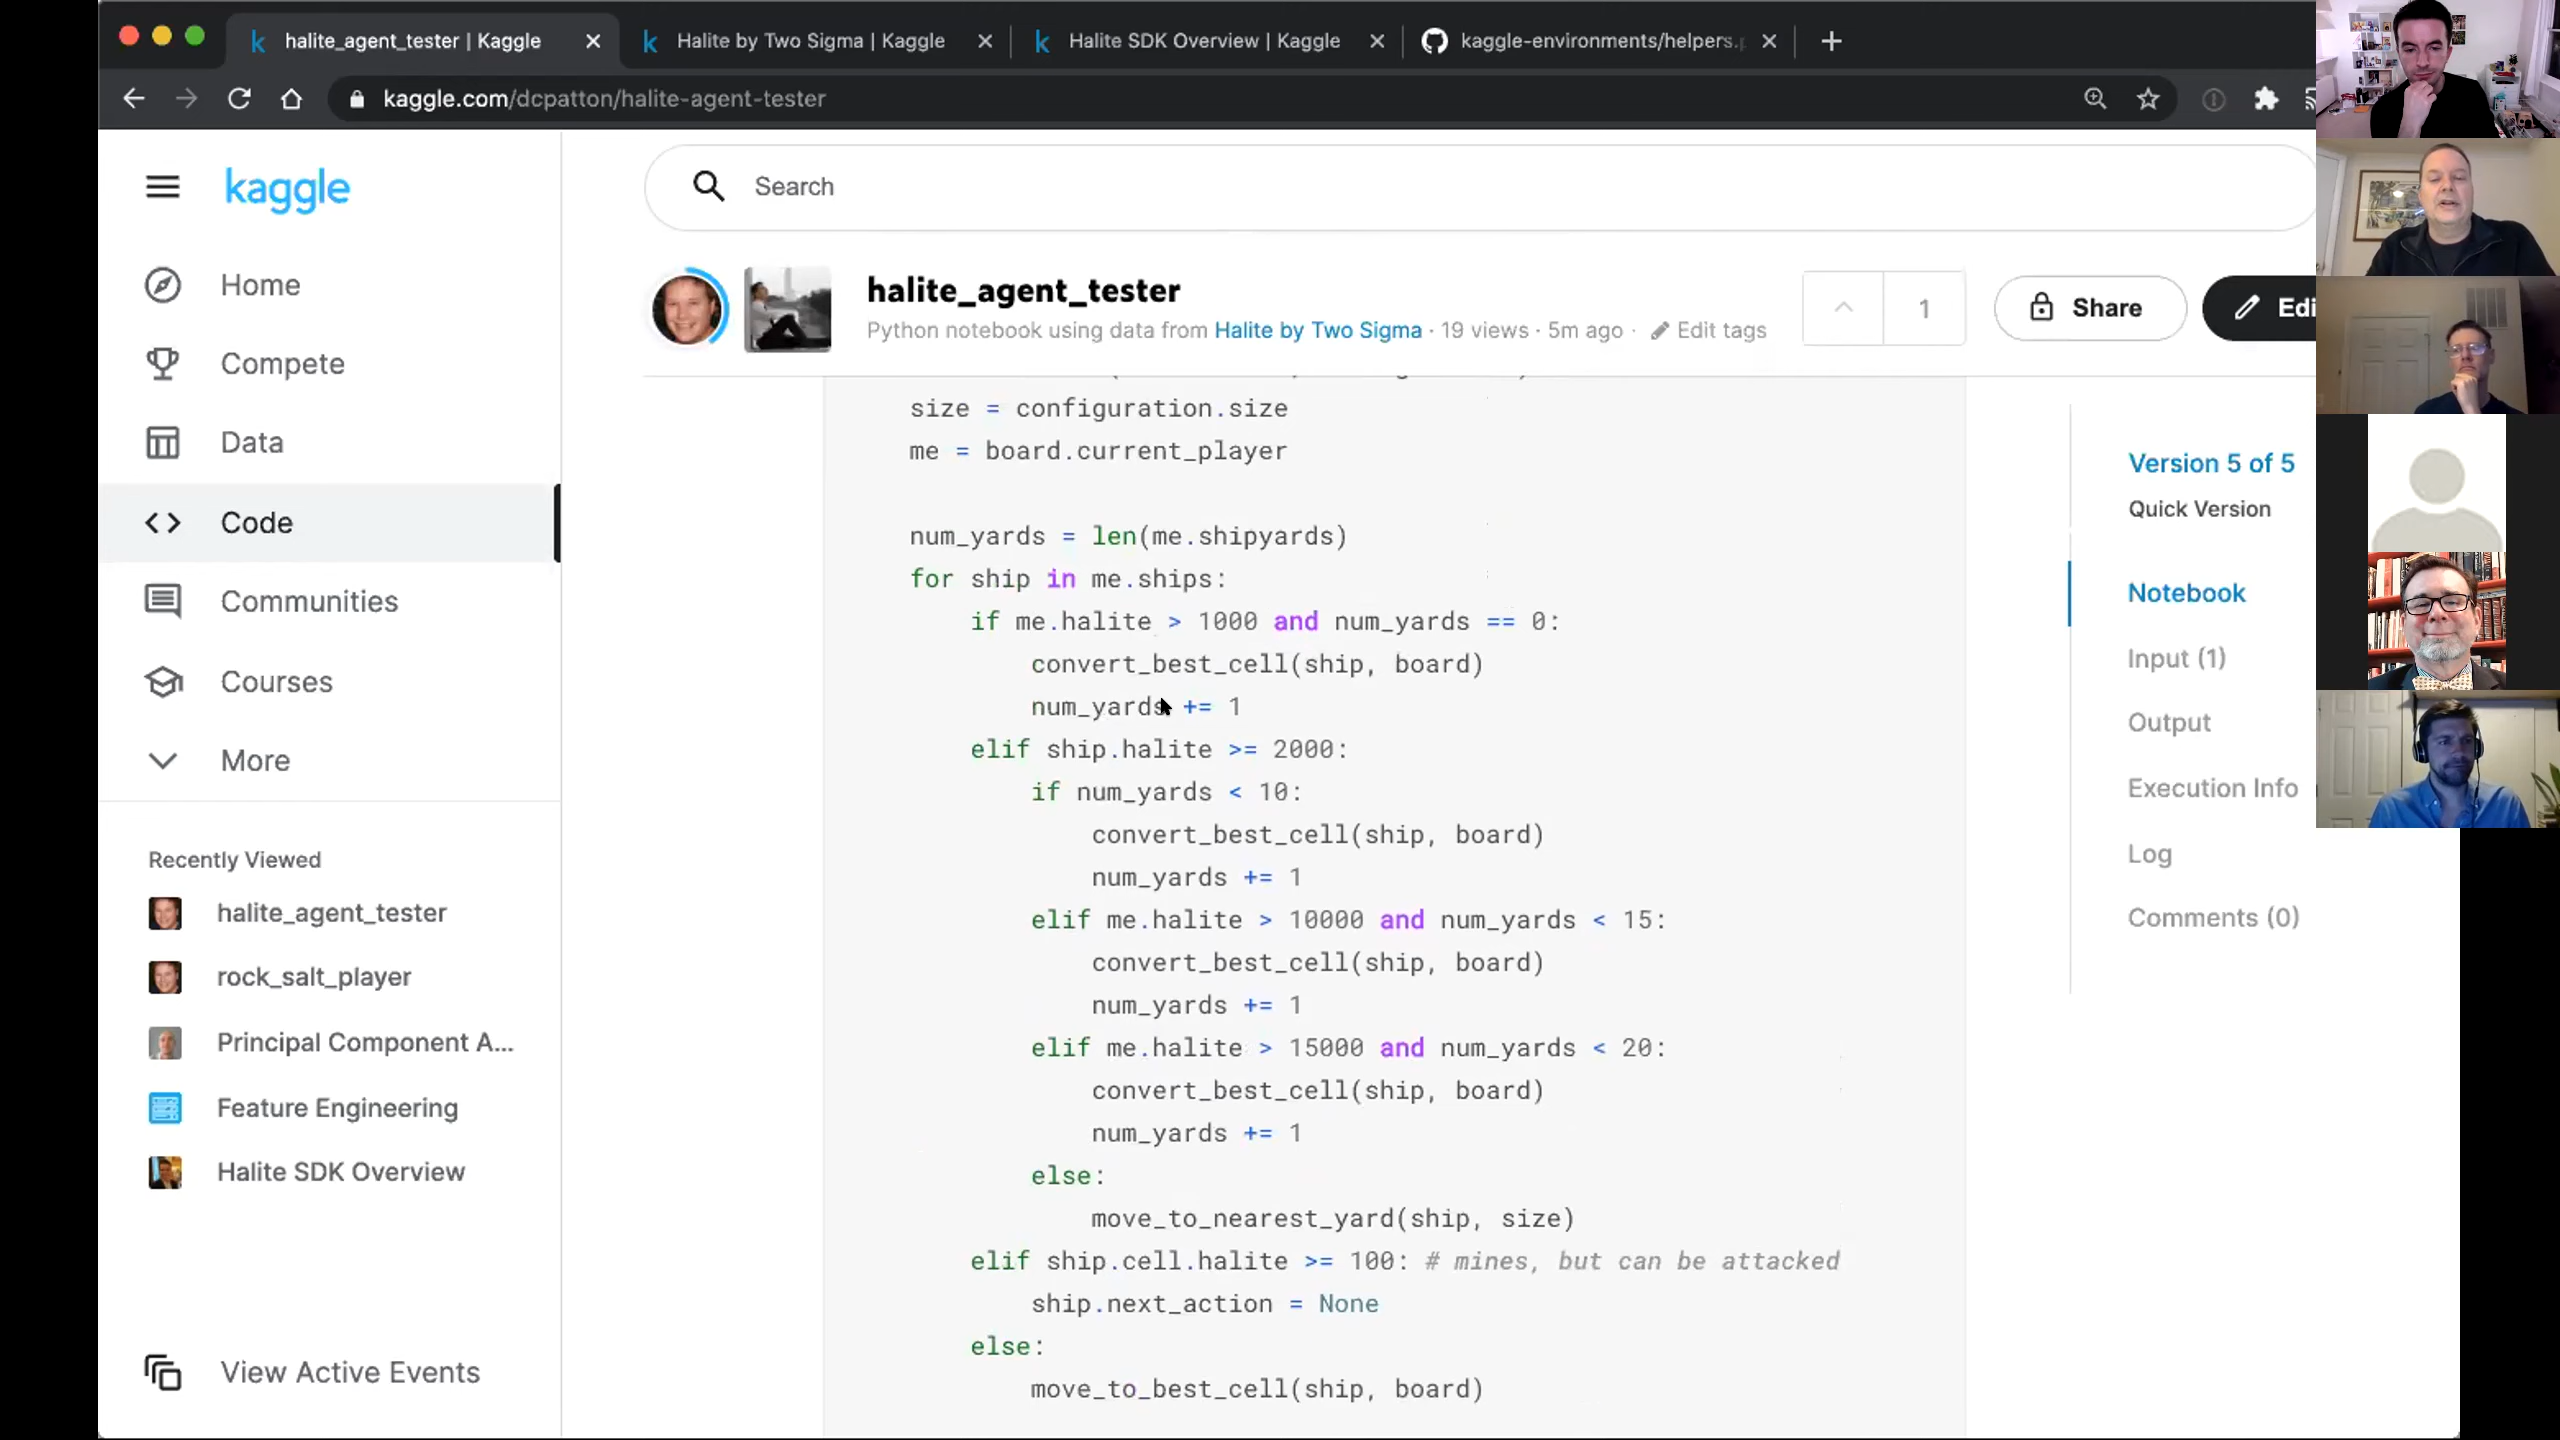 halite_agent_tester | Kaggle
Halite by Two Sigma | Kaggle
Halite SDK Overview | Kaggle
kaggle-environments/helpers.
kaggle.com/dcpatton/halite-agent-tester
kaggle
Search
Home
Compete
Data
Code
Communities
Courses
More
Recently Viewed
halite_agent_tester
rock_salt_player
Principal Component A...
Feature Engineering
Halite SDK Overview
View Active Events
halite_agent_tester
Python notebook using data from Halite by Two Sigma · 19 views · 5m ago · Edit tags
1
Share
Edi
size = configuration.size
me = board.current_player
num_yards = len(me.shipyards)
for ship in me.ships:
if me.halite > 1000 and num_yards == 0:
convert_best_cell(ship, board)
num_yards += 1
elif ship.halite >= 2000:
if num_yards < 10:
convert_best_cell(ship, board)
num_yards += 1
elif me.halite > 10000 and num_yards < 15:
convert_best_cell(ship, board)
num_yards += 1
elif me.halite > 15000 and num_yards < 20:
convert_best_cell(ship, board)
num_yards += 1
else:
move_to_nearest_yard(ship, size)
elif ship.cell.halite >= 100: # mines, but can be attacked
ship.next_action = None
else:
move_to_best_cell(ship, board)
Version 5 of 5
Quick Version
Notebook
Input (1)
Output
Execution Info
Log
Comments (0)